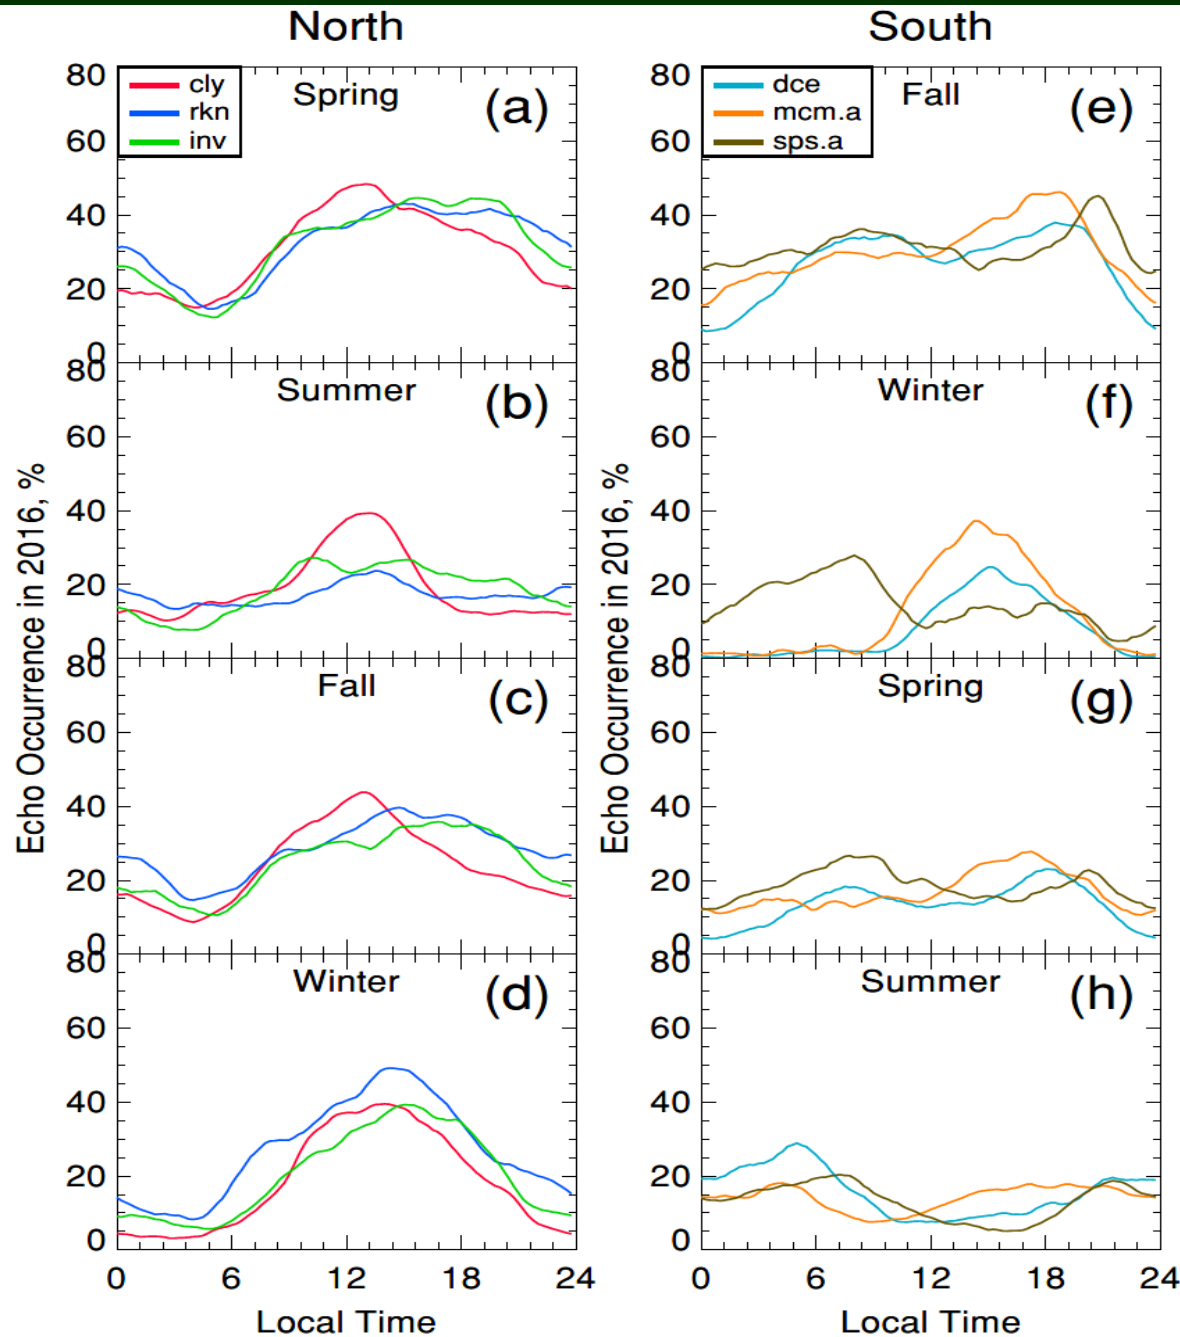 North
South
cly
rkn
inv
Spring
(a)
dce
mcm.a
sps.a
Fall
(e)
80
60
40
20
0
80
60
40
20
0
Summer
(b)
Winter
(f)
80
60
40
20
0
80
60
40
20
0
Fall
(c)
Spring
(g)
80
60
40
20
0
80
60
40
20
0
Winter
(d)
Summer
(h)
80
60
40
20
0
80
60
40
20
0
Echo Occurrence in 2016, %
Echo Occurrence in 2016, %
0 6 12 18 24
0 6 12 18 24
Local Time
Local Time